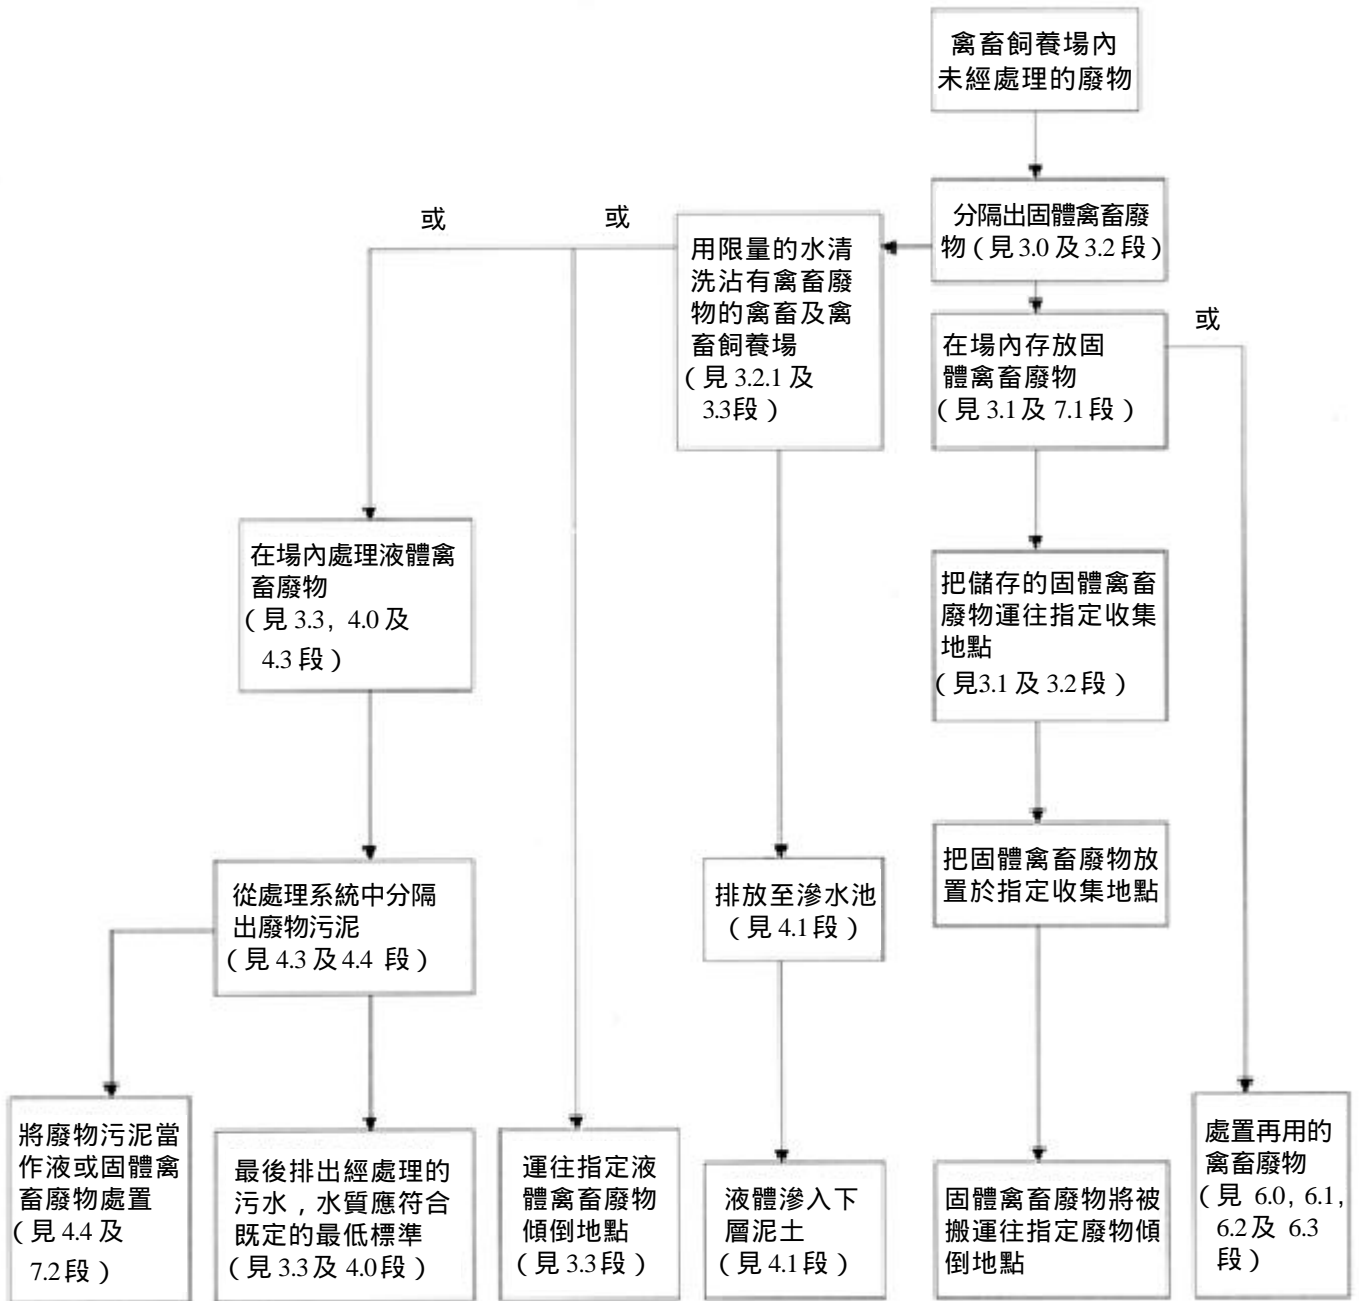 禽畜飼養場內
未經處理的廢物
分隔出固體禽畜廢
物(見 3.0 及 3.2 段)
或
或
用限量的水清
洗沾有禽畜廢
物的禽畜及禽
畜飼養場
(見 3.2.1 及
3.3段)
在場內存放固
體禽畜廢物
(見 3.1 及 7.1 段)
或
在場內處理液體禽
畜廢物
(見 3.3, 4.0 及
4.3 段)
把儲存的固體禽畜
廢物運往指定收集
地點
(見3.1 及 3.2段)
從處理系統中分隔
出廢物污泥
(見 4.3 及 4.4 段)
排放至滲水池
(見 4.1 段)
把固體禽畜廢物放
置於指定收集地點
將廢物污泥當
作液或固體禽
畜廢物處置
(見 4.4 及
7.2 段)
最後排出經處理的
污水,水質應符合
既定的最低標準
(見 3.3 及 4.0 段)
運往指定液
體禽畜廢物
傾倒地點
(見 3.3 段)
液體滲入下
層泥土
(見 4.1 段)
固體禽畜廢物將被
搬運往指定廢物傾
倒地點
處置再用的
禽畜廢物
(見 6.0, 6.1,
6.2 及 6.3
段)